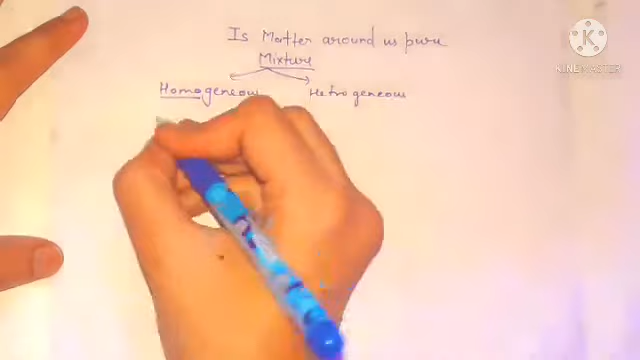 Is Matter around us pure
Mixture
Homogeneous Hetrogeneous
K
KINEMASTER